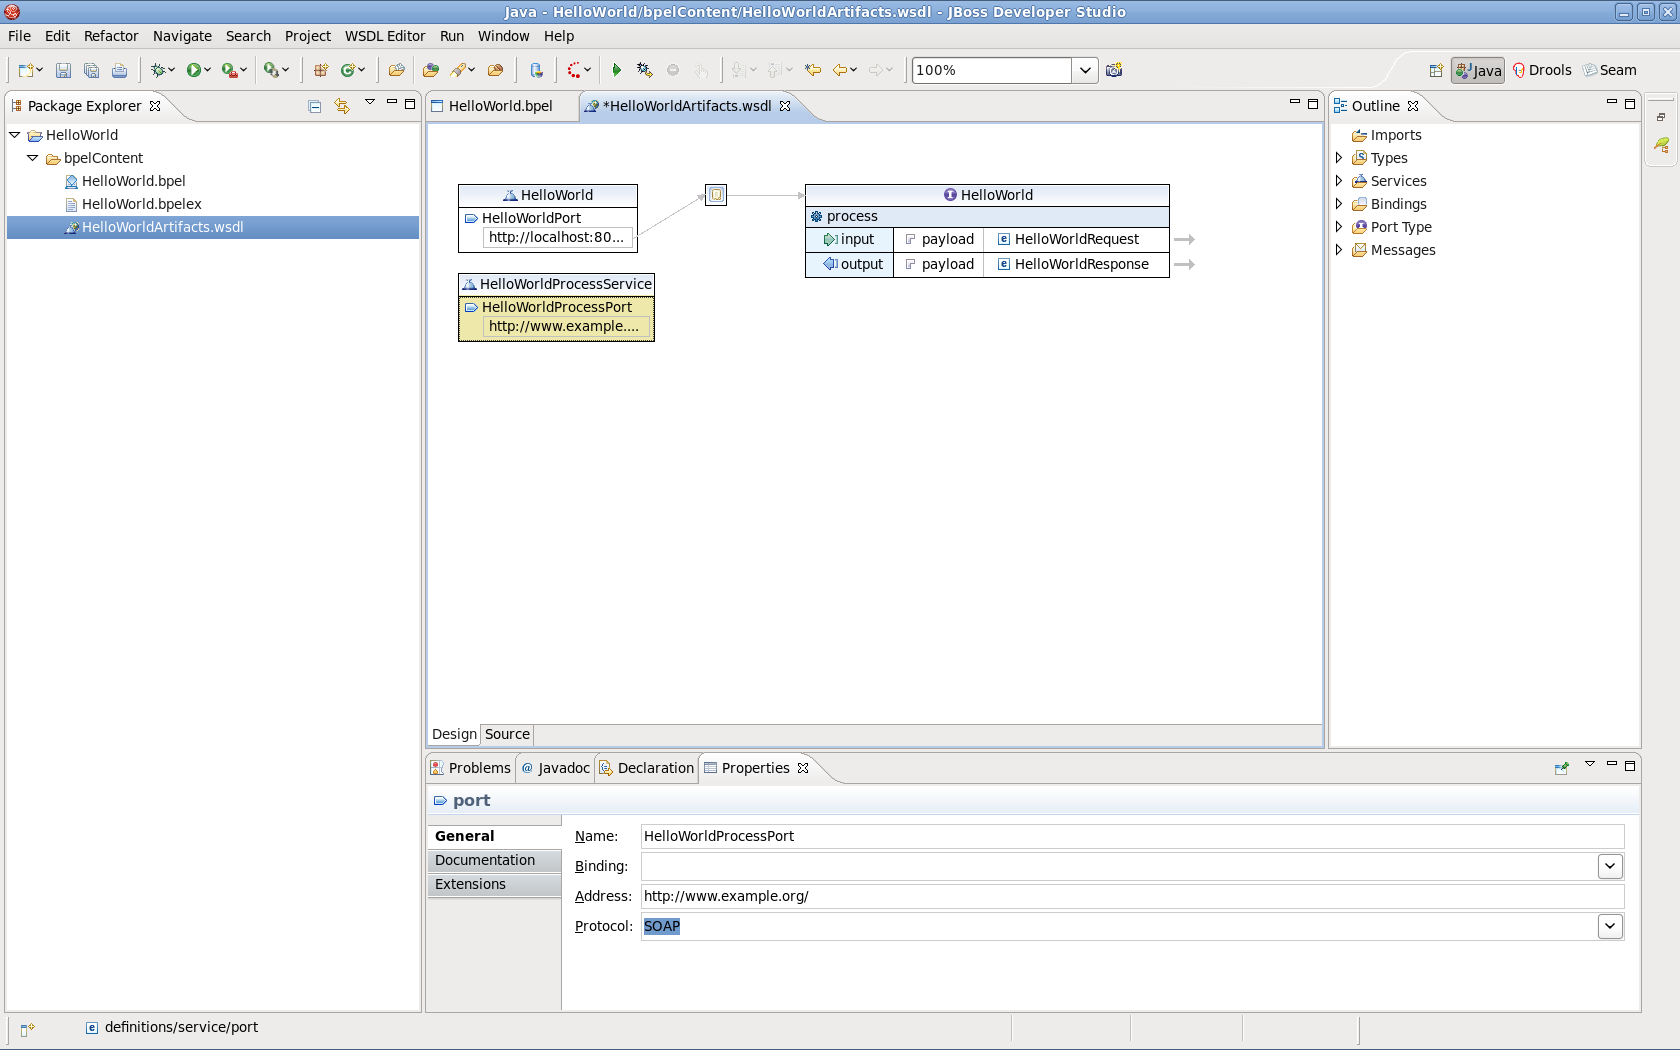 Java - HelloWorld/bpelContent/HelloWorldArtifacts.wsdl - JBoss Developer Studio
File Edit Refactor Navigate Search Project WSDL Editor Run Window Help
100%
Java Drools Seam
Package Explorer
HelloWorld
bpelContent
HelloWorld.bpel
HelloWorld.bpelex
HelloWorldArtifacts.wsdl
HelloWorld.bpel *HelloWorldArtifacts.wsdl
HelloWorld
HelloWorldPort
http://localhost:80...
HelloWorldProcessService
HelloWorldProcessPort
http://www.example....
HelloWorld
process
input payload HelloWorldRequest
output payload HelloWorldResponse
Design Source
Outline
Imports
Types
Services
Bindings
Port Type
Messages
Problems @ Javadoc Declaration Properties
port
General
Documentation
Extensions
Name: HelloWorldProcessPort
Binding:
Address: http://www.example.org/
Protocol: SOAP
definitions/service/port